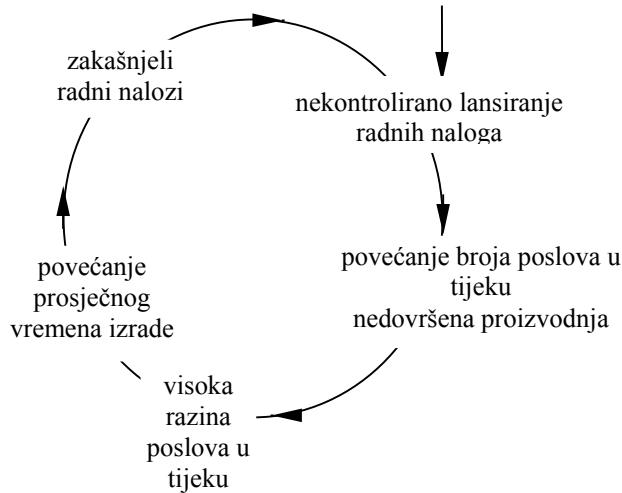 zakašnjeli
radni nalozi
nekontrolirano lansiranje
radnih naloga
povećanje broja poslova u
tijeku
nedovršena proizvodnja
visoka
razina
poslova u
tijeku
povećanje
prosječnog
vremena izrade